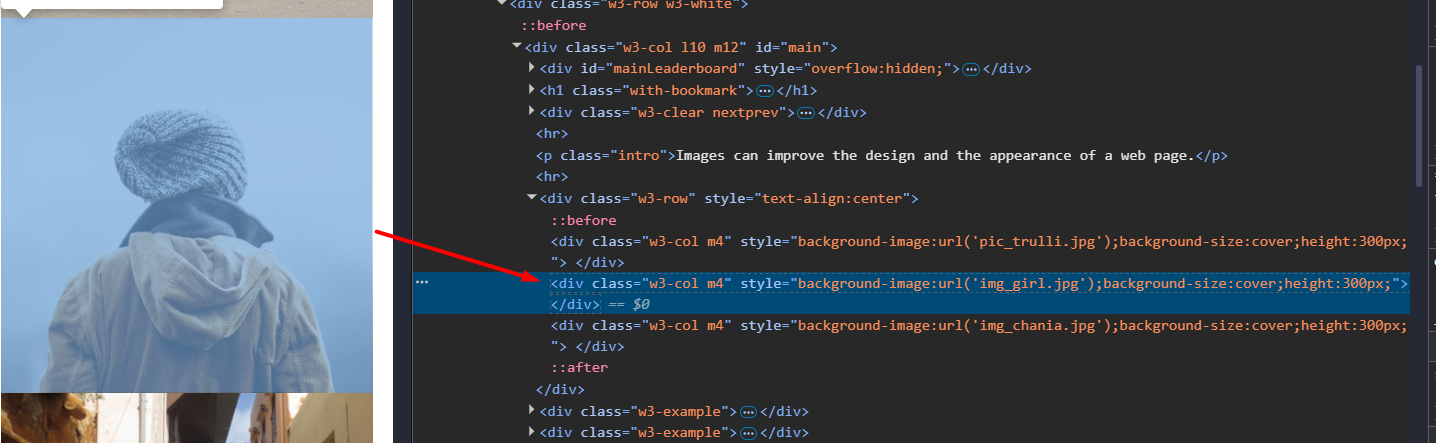 <div class="w3-row w3-white">
::before
<div class="w3-col l10 m12" id="main">
<div id="mainLeaderboard" style="overflow:hidden;">…</div>
<h1 class="with-bookmark">…</h1>
<div class="w3-clear nextprev">…</div>
<hr>
<p class="intro">Images can improve the design and the appearance of a web page.</p>
<hr>
<div class="w3-row" style="text-align:center">
::before
<div class="w3-col m4" style="background-image:url('pic_trulli.jpg');background-size:cover;height:300px;
"> </div>
… <div class="w3-col m4" style="background-image:url('img_girl.jpg');background-size:cover;height:300px;">
</div> == $0
<div class="w3-col m4" style="background-image:url('img_chania.jpg');background-size:cover;height:300px;
"> </div>
::after
</div>
<div class="w3-example">…</div>
<div class="w3-example">…</div>